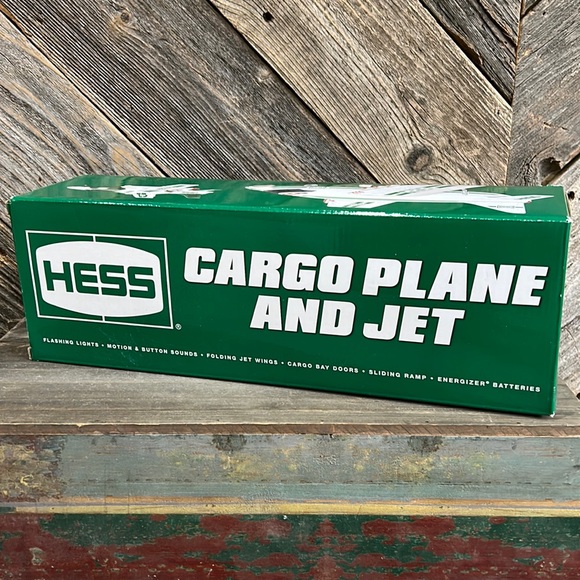 HESS®
CARGO PLANE
AND JET
FLASHING LIGHTS • MOTION & BUTTON SOUNDS • FOLDING JET WINGS • CARGO BAY DOORS • SLIDING RAMP • ENERGIZER® BATTERIES